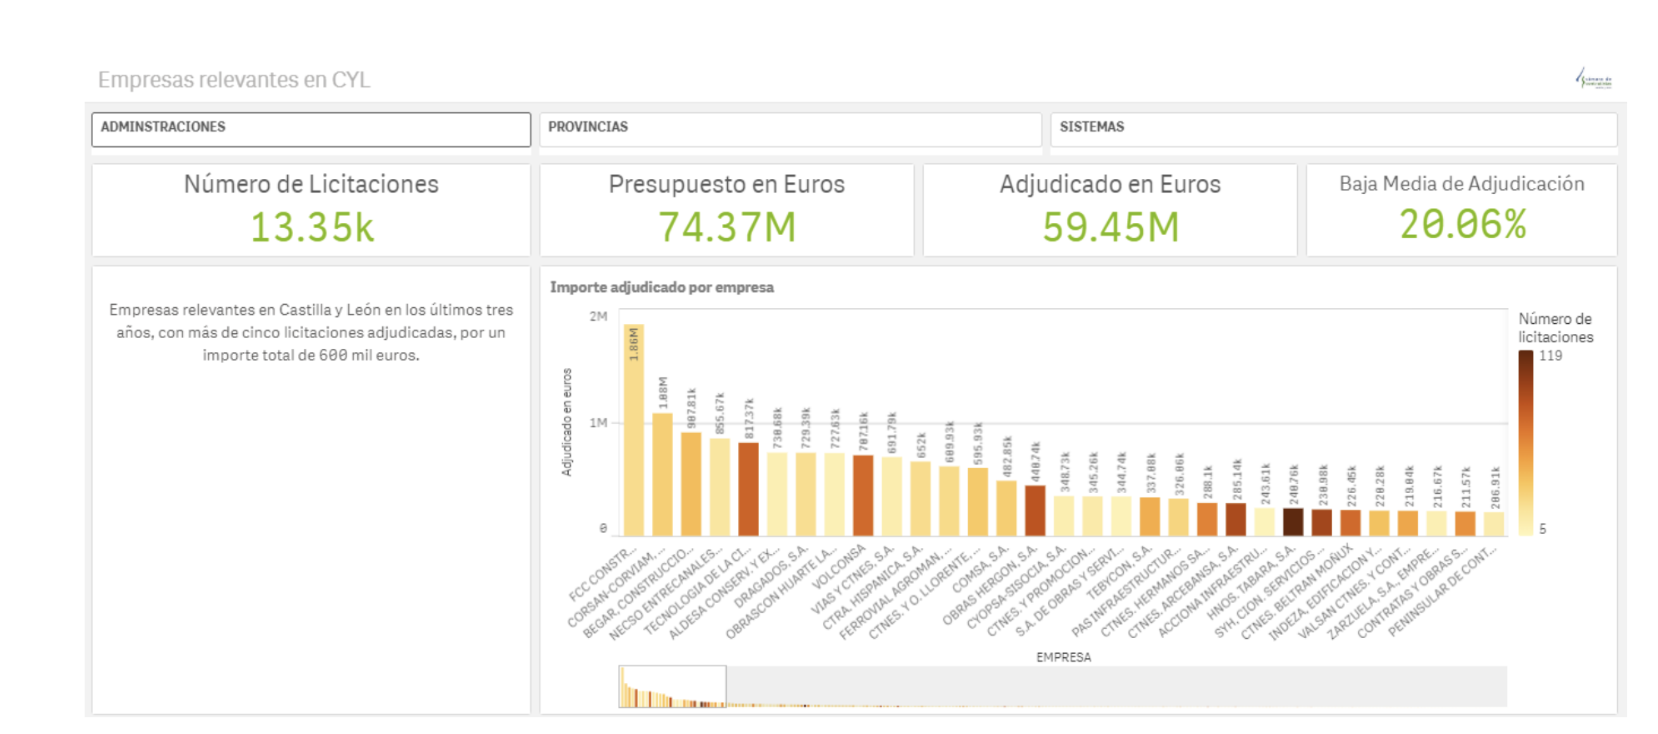 Empresas relevantes en CYL
ADMINSTRACIONES
PROVINCIAS
SISTEMAS
Número de Licitaciones
13.35k
Presupuesto en Euros
74.37M
Adjudicado en Euros
59.45M
Baja Media de Adjudicación
20.06%
Empresas relevantes en Castilla y León en los últimos tres
años, con más de cinco licitaciones adjudicadas, por un
importe total de 600 mil euros.
Importe adjudicado por empresa
Adjudicado en euros
2M
1M
0
1.86M
1.08M
907.81k
855.67k
817.37k
730.68k
729.39k
727.63k
707.16k
691.79k
652k
609.93k
595.93k
482.85k
440.74k
348.73k
345.26k
344.74k
337.08k
326.06k
288.1k
285.14k
243.61k
240.76k
230.98k
226.45k
220.28k
219.04k
216.67k
211.57k
206.91k
FCC CONSTR...
CORSAN-CORVIAM, ...
BEGAR, CONSTRUCCIO...
NECSO ENTRECANALES...
TECNOLOGIA DE LA CI...
ALDESA CONSERV. Y EX...
DRAGADOS, S.A.
OBRASCON HUARTE LA...
VOLCONSA
VIAS Y CTNES, S.A.
CTRA. HISPANICA, S.A.
FERROVIAL AGROMAN, ...
CTNES. Y O. LLORENTE, ...
COMSA, S.A.
OBRAS HERGON, S.A.
CYOPSA-SISOCIA, S.A.
CTNES. Y PROMOCION...
S.A. DE OBRAS Y SERVI...
TEBYCON, S.A.
PAS INFRAESTRUCTUR...
CTNES. HERMANOS SA...
CTNES. ARCEBANSA, S.A.
ACCIONA INFRAESTRU...
HNOS. TABARA, S.A.
SYH, CION. SERVICIOS ...
CTNES. BELTRAN MOÑUX
INDEZA, EDIFICACION Y...
VALSAN CTNES. Y CONT...
ZARZUELA, S.A., EMPRE...
CONTRATAS Y OBRAS S...
PENINSULAR DE CONT...
EMPRESA
Número de
licitaciones
119
5